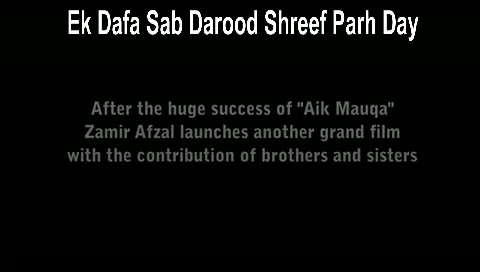 Ek Dafa Sab Darood Shreef Parh Day
After the huge success of "Aik Mauqa"
Zamir Afzal launches another grand film
with the contribution of brothers and sisters